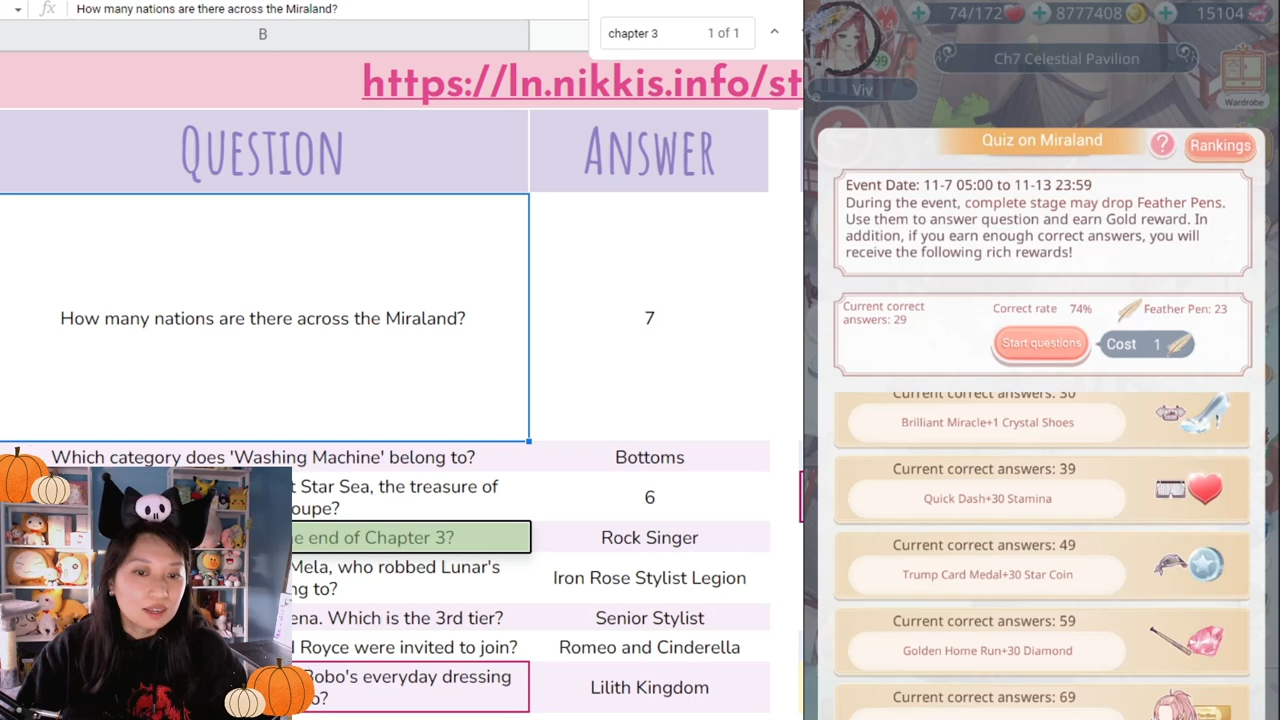 How many nations are there across the Miraland?
chapter 3
1 of 1
B
https://ln.nikkis.info/st
QUESTION
ANSWER
How many nations are there across the Miraland?
7
Which category does 'Washing Machine' belong to?
Bottoms
t Star Sea, the treasure of
oupe?
6
e end of Chapter 3?
Rock Singer
Mela, who robbed Lunar's
ng to?
Iron Rose Stylist Legion
ena. Which is the 3rd tier?
Senior Stylist
d Royce were invited to join?
Romeo and Cinderella
Bobo's everyday dressing
o?
Lilith Kingdom
74/172
8777408
15104
Ch7 Celestial Pavilion
Viv
Wardrobe
Quiz on Miraland
?
Rankings
Event Date: 11-7 05:00 to 11-13 23:59
During the event, complete stage may drop Feather Pens.
Use them to answer question and earn Gold reward. In
addition, if you earn enough correct answers, you will
receive the following rich rewards!
Current correct
answers: 29
Correct rate 74%
Feather Pen: 23
Start questions
Cost 1
Current correct answers: 30
Brilliant Miracle+1 Crystal Shoes
Current correct answers: 39
Quick Dash+30 Stamina
Current correct answers: 49
Trump Card Medal+30 Star Coin
Current correct answers: 59
Golden Home Run+30 Diamond
Current correct answers: 69